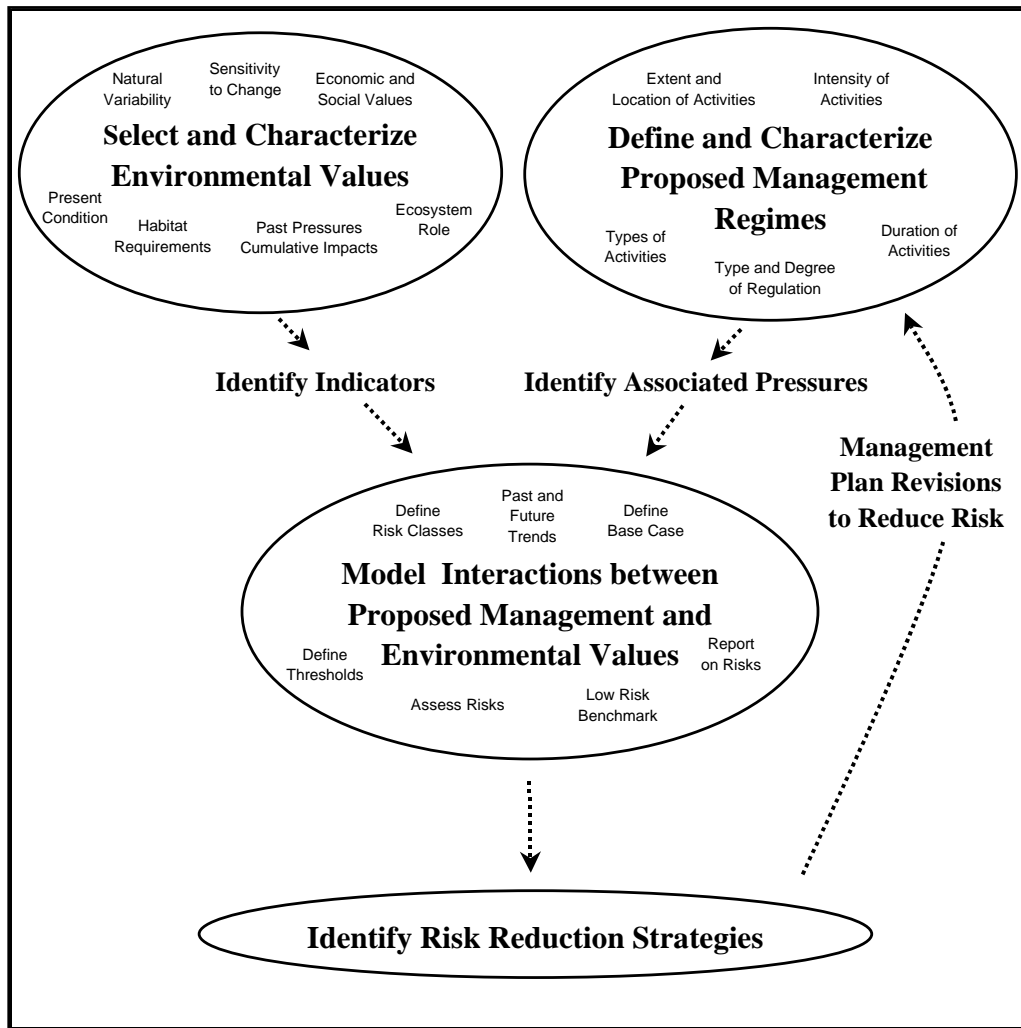 Natural
Variability
Sensitivity
to Change
Economic and
Social Values
Select and Characterize
Environmental Values
Present
Condition
Habitat
Requirements
Past Pressures
Cumulative Impacts
Ecosystem
Role
Extent and
Location of Activities
Intensity of
Activities
Define and Characterize
Proposed Management
Regimes
Types of
Activities
Type and Degree
of Regulation
Duration of
Activities
Identify Indicators
Identify Associated Pressures
Management
Plan Revisions
to Reduce Risk
Define
Risk Classes
Past and
Future
Trends
Define
Base Case
Model Interactions between
Proposed Management and
Environmental Values
Define
Thresholds
Assess Risks
Low Risk
Benchmark
Report
on Risks
Identify Risk Reduction Strategies